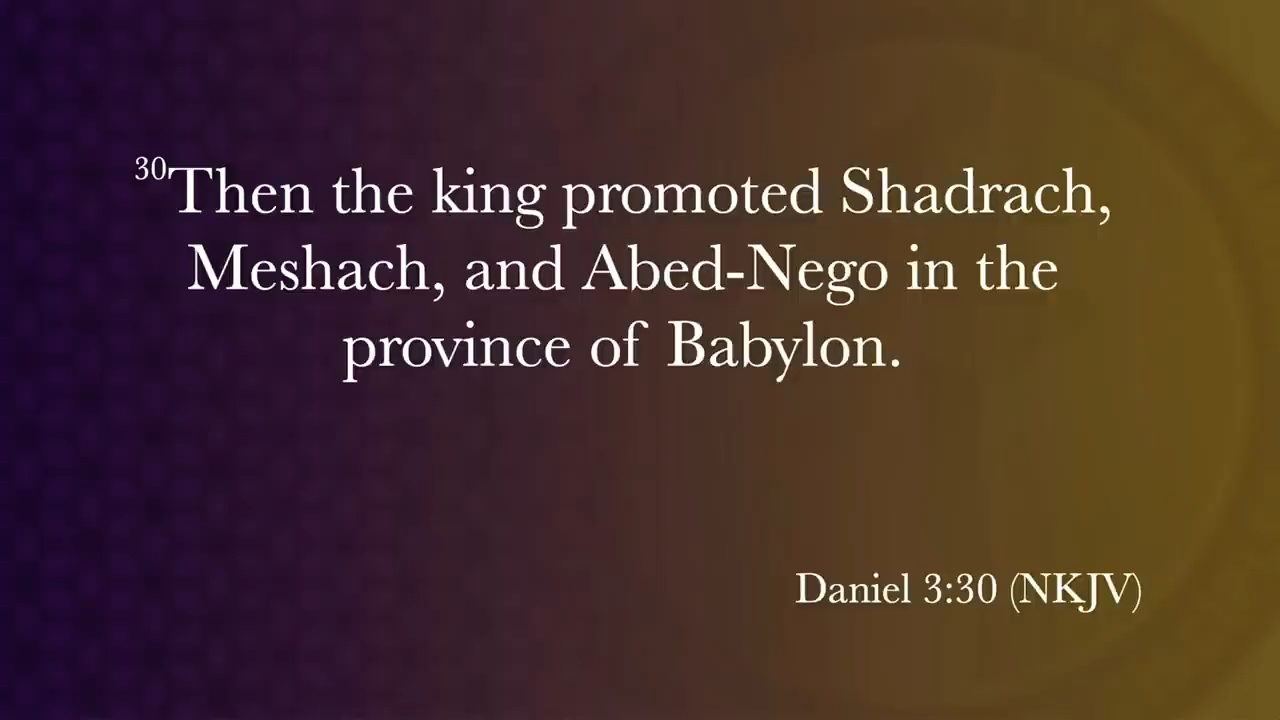 30Then the king promoted Shadrach,
Meshach, and Abed-Nego in the
province of Babylon.
Daniel 3:30 (NKJV)